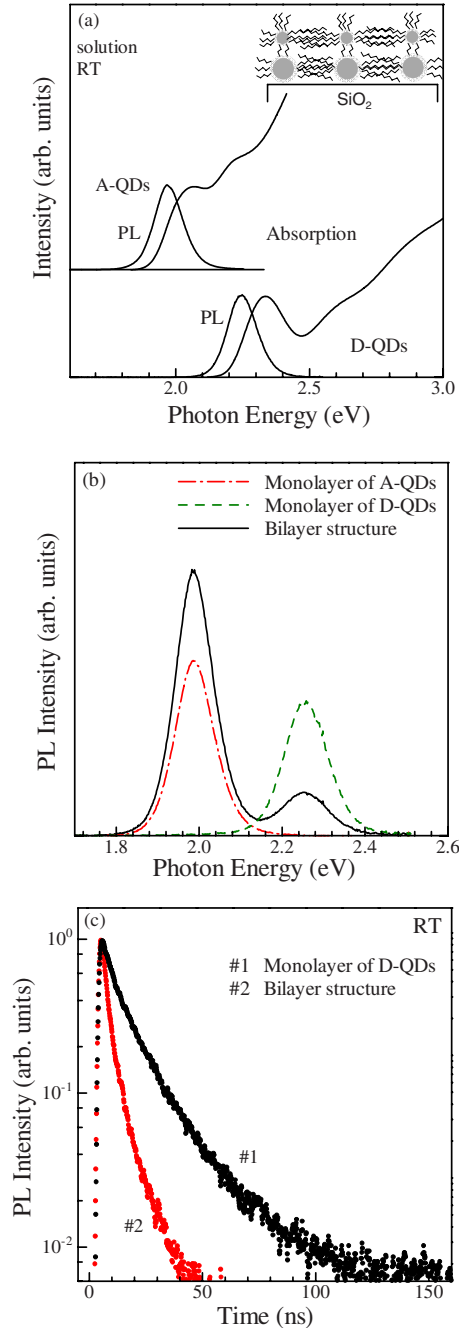 (a)
solution
RT
SiO2
A-QDs
PL
Absorption
PL
D-QDs
Intensity (arb. units)
2.0 2.5 3.0
Photon Energy (eV)
(b)
Monolayer of A-QDs
Monolayer of D-QDs
Bilayer structure
PL Intensity (arb. units)
1.8 2.0 2.2 2.4 2.6
Photon Energy (eV)
(c)
RT
#1 Monolayer of D-QDs
#2 Bilayer structure
10^0
10^-1
10^-2
#1
#2
PL Intensity (arb. units)
0 50 100 150
Time (ns)